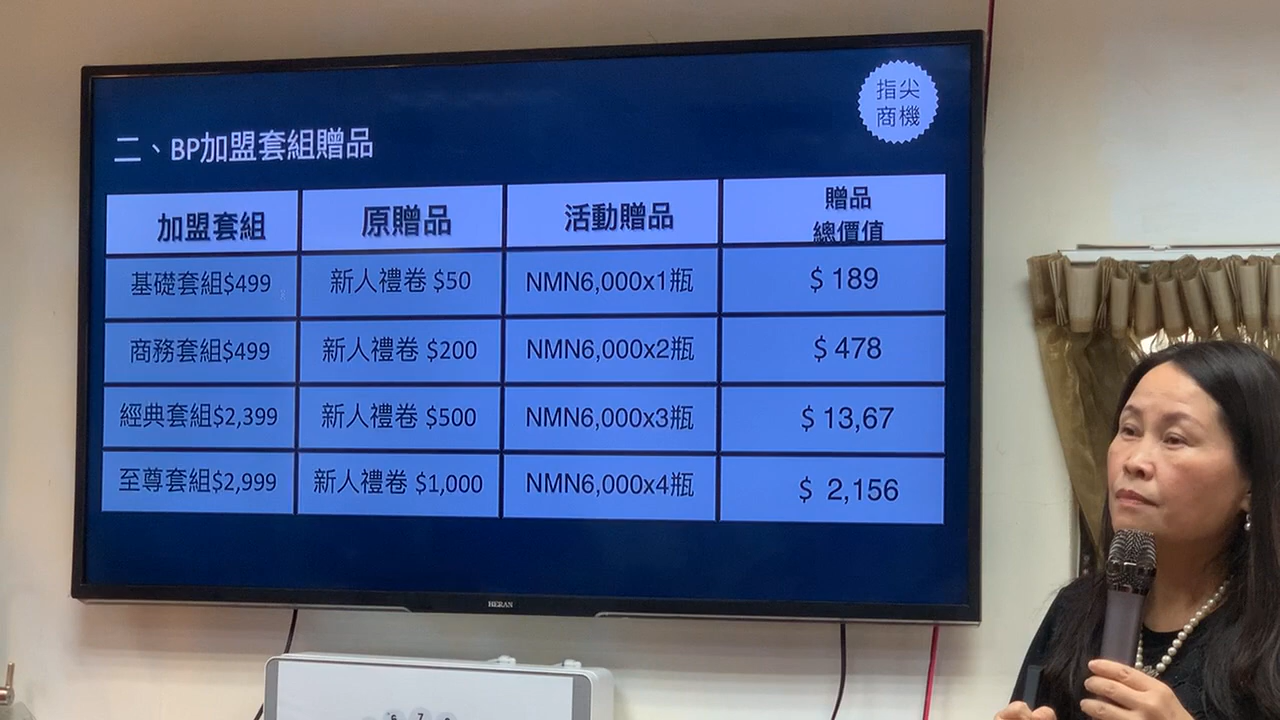 指尖
商機
二、BP加盟套組贈品
加盟套組 原贈品 活動贈品 贈品
總價值
基礎套組$499 新人禮卷 $50 NMN6,000x1瓶 $ 189
商務套組$499 新人禮卷 $200 NMN6,000x2瓶 $ 478
經典套組$2,399 新人禮卷 $500 NMN6,000x3瓶 $ 13,67
至尊套組$2,999 新人禮卷 $1,000 NMN6,000x4瓶 $ 2,156
HERAN
6 7 8